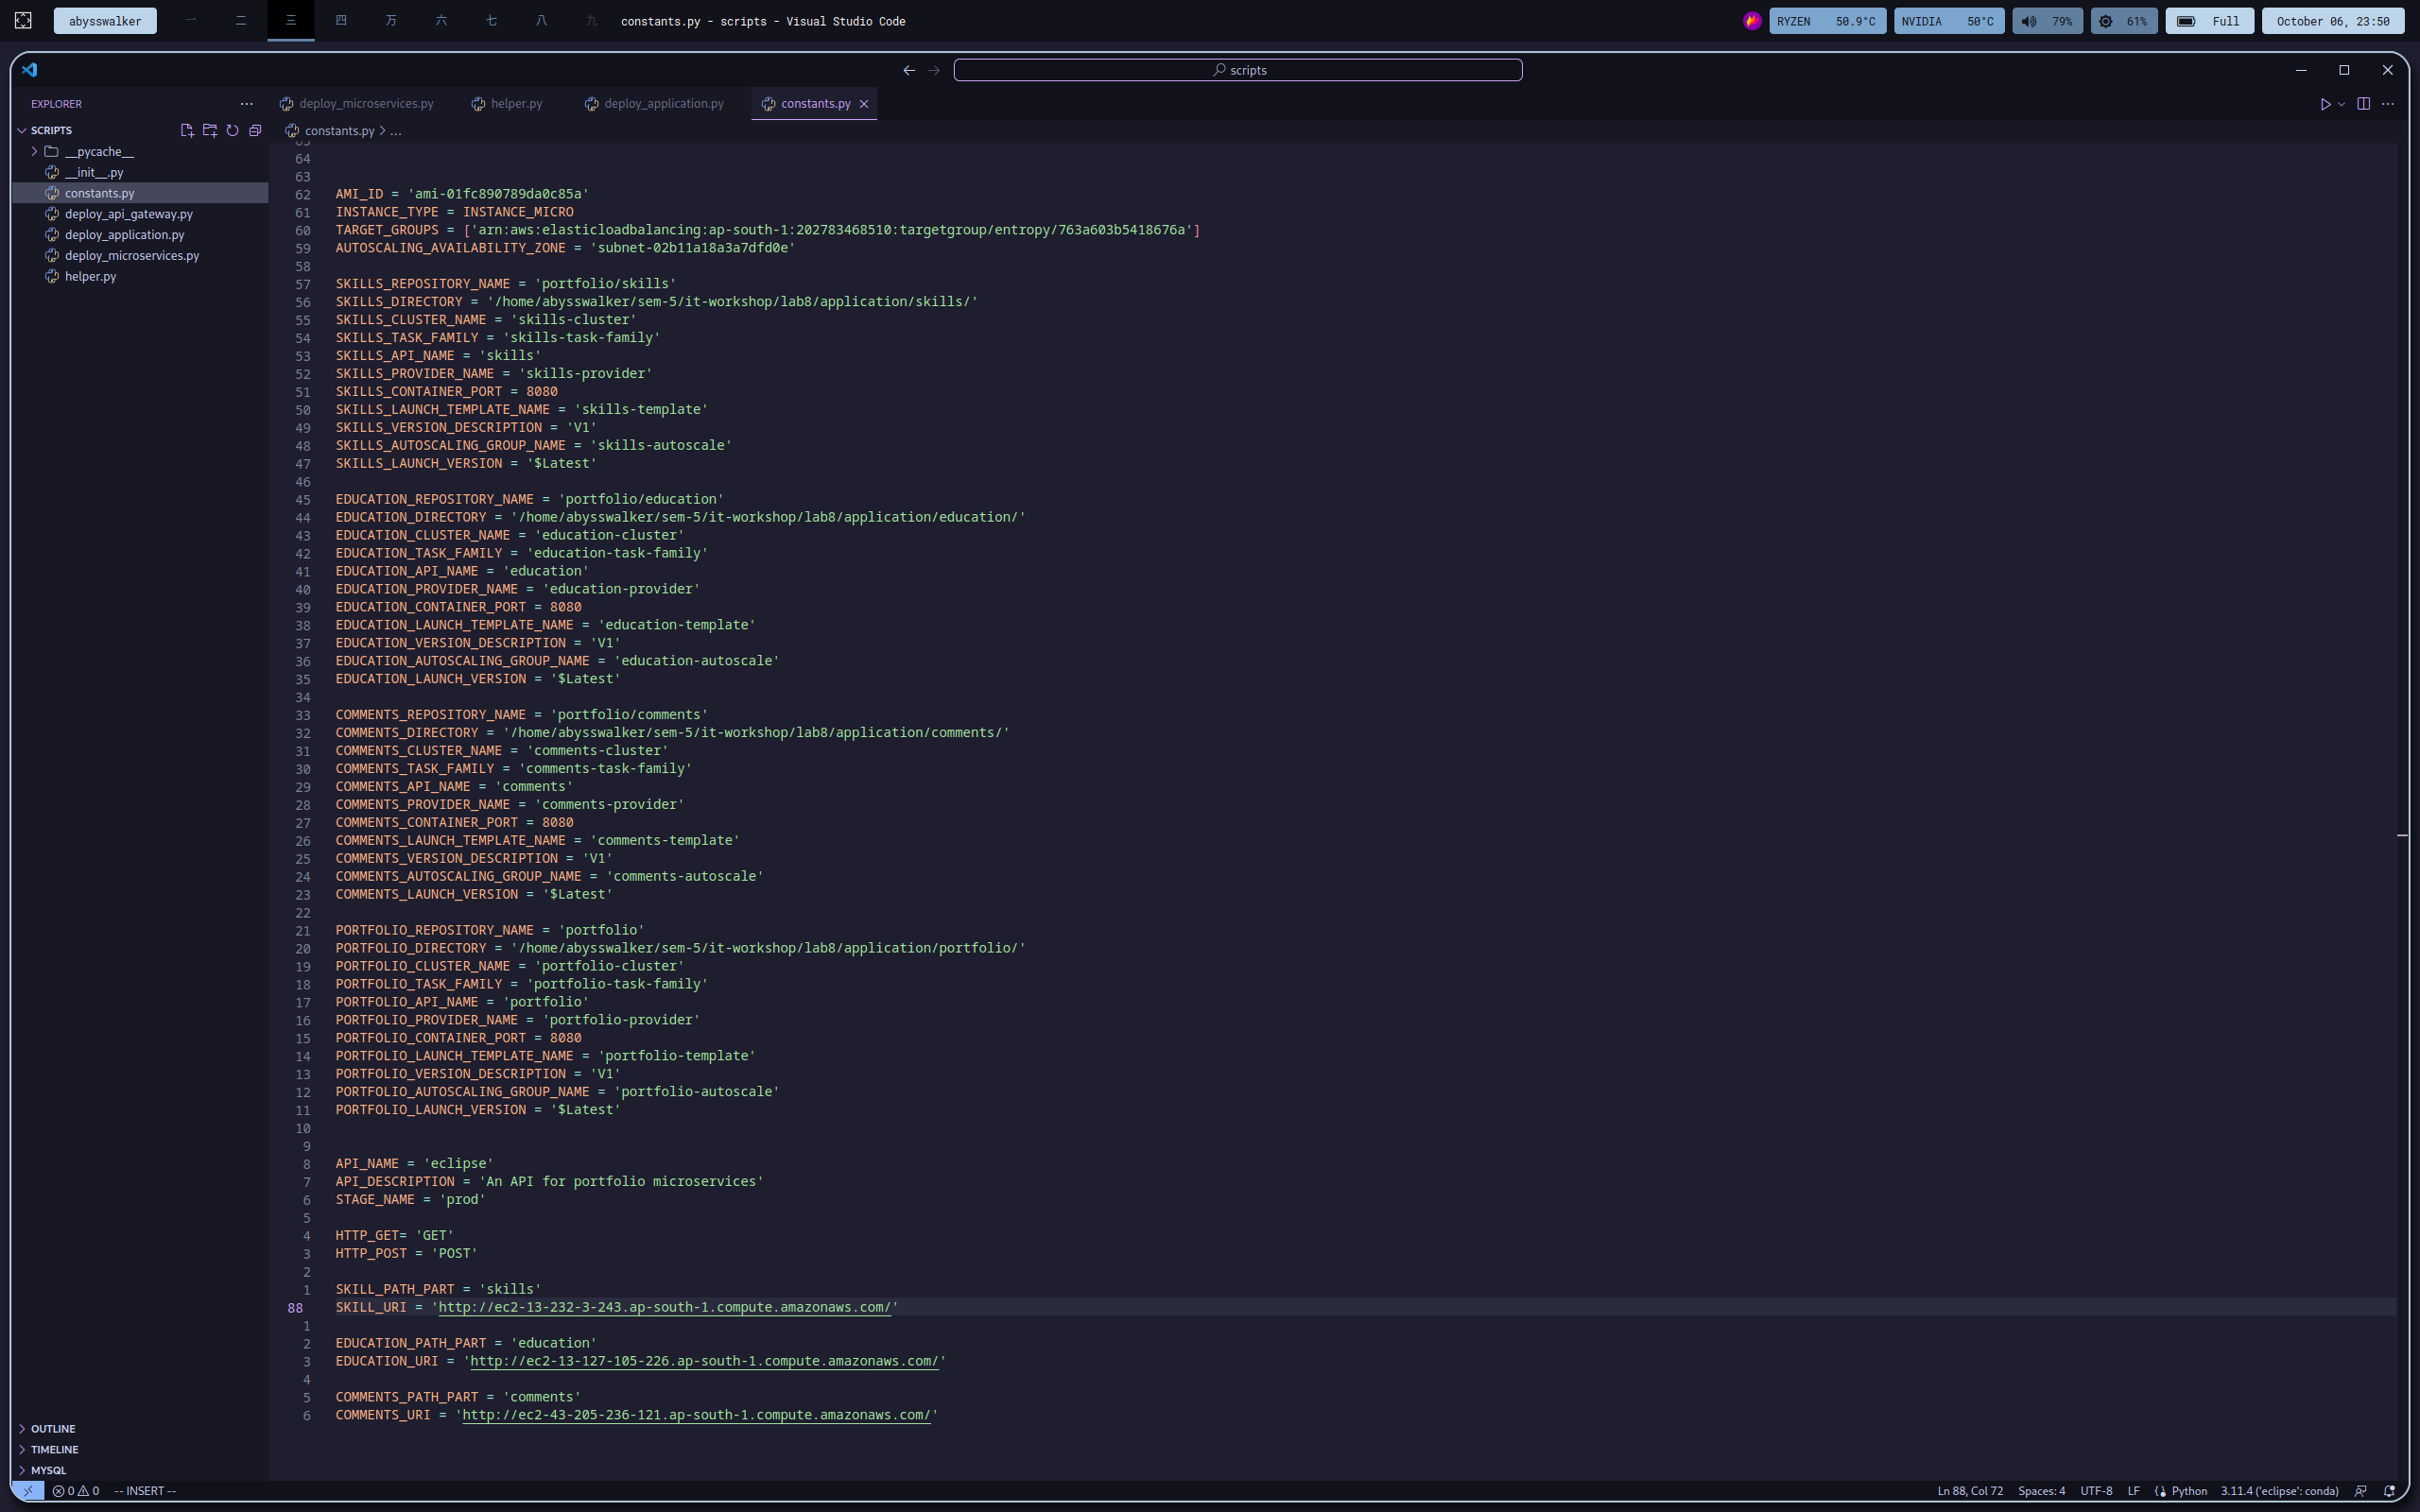 abysswalker
一 二 三 四 万 六 七 八 九
constants.py - scripts - Visual Studio Code
RYZEN 50.9°C
NVIDIA 50°C
79%
61%
Full
October 06, 23:50
scripts
EXPLORER
deploy_microservices.py
helper.py
deploy_application.py
constants.py
SCRIPTS
constants.py > ...
__pycache__
__init__.py
constants.py
deploy_api_gateway.py
deploy_application.py
deploy_microservices.py
helper.py
64
63
62 AMI_ID = 'ami-01fc890789da0c85a'
61 INSTANCE_TYPE = INSTANCE_MICRO
60 TARGET_GROUPS = ['arn:aws:elasticloadbalancing:ap-south-1:202783468510:targetgroup/entropy/763a603b5418676a']
59 AUTOSCALING_AVAILABILITY_ZONE = 'subnet-02b11a18a3a7dfd0e'
58
57 SKILLS_REPOSITORY_NAME = 'portfolio/skills'
56 SKILLS_DIRECTORY = '/home/abysswalker/sem-5/it-workshop/lab8/application/skills/'
55 SKILLS_CLUSTER_NAME = 'skills-cluster'
54 SKILLS_TASK_FAMILY = 'skills-task-family'
53 SKILLS_API_NAME = 'skills'
52 SKILLS_PROVIDER_NAME = 'skills-provider'
51 SKILLS_CONTAINER_PORT = 8080
50 SKILLS_LAUNCH_TEMPLATE_NAME = 'skills-template'
49 SKILLS_VERSION_DESCRIPTION = 'V1'
48 SKILLS_AUTOSCALING_GROUP_NAME = 'skills-autoscale'
47 SKILLS_LAUNCH_VERSION = '$Latest'
46
45 EDUCATION_REPOSITORY_NAME = 'portfolio/education'
44 EDUCATION_DIRECTORY = '/home/abysswalker/sem-5/it-workshop/lab8/application/education/'
43 EDUCATION_CLUSTER_NAME = 'education-cluster'
42 EDUCATION_TASK_FAMILY = 'education-task-family'
41 EDUCATION_API_NAME = 'education'
40 EDUCATION_PROVIDER_NAME = 'education-provider'
39 EDUCATION_CONTAINER_PORT = 8080
38 EDUCATION_LAUNCH_TEMPLATE_NAME = 'education-template'
37 EDUCATION_VERSION_DESCRIPTION = 'V1'
36 EDUCATION_AUTOSCALING_GROUP_NAME = 'education-autoscale'
35 EDUCATION_LAUNCH_VERSION = '$Latest'
34
33 COMMENTS_REPOSITORY_NAME = 'portfolio/comments'
32 COMMENTS_DIRECTORY = '/home/abysswalker/sem-5/it-workshop/lab8/application/comments/'
31 COMMENTS_CLUSTER_NAME = 'comments-cluster'
30 COMMENTS_TASK_FAMILY = 'comments-task-family'
29 COMMENTS_API_NAME = 'comments'
28 COMMENTS_PROVIDER_NAME = 'comments-provider'
27 COMMENTS_CONTAINER_PORT = 8080
26 COMMENTS_LAUNCH_TEMPLATE_NAME = 'comments-template'
25 COMMENTS_VERSION_DESCRIPTION = 'V1'
24 COMMENTS_AUTOSCALING_GROUP_NAME = 'comments-autoscale'
23 COMMENTS_LAUNCH_VERSION = '$Latest'
22
21 PORTFOLIO_REPOSITORY_NAME = 'portfolio'
20 PORTFOLIO_DIRECTORY = '/home/abysswalker/sem-5/it-workshop/lab8/application/portfolio/'
19 PORTFOLIO_CLUSTER_NAME = 'portfolio-cluster'
18 PORTFOLIO_TASK_FAMILY = 'portfolio-task-family'
17 PORTFOLIO_API_NAME = 'portfolio'
16 PORTFOLIO_PROVIDER_NAME = 'portfolio-provider'
15 PORTFOLIO_CONTAINER_PORT = 8080
14 PORTFOLIO_LAUNCH_TEMPLATE_NAME = 'portfolio-template'
13 PORTFOLIO_VERSION_DESCRIPTION = 'V1'
12 PORTFOLIO_AUTOSCALING_GROUP_NAME = 'portfolio-autoscale'
11 PORTFOLIO_LAUNCH_VERSION = '$Latest'
10
9
8 API_NAME = 'eclipse'
7 API_DESCRIPTION = 'An API for portfolio microservices'
6 STAGE_NAME = 'prod'
5
4 HTTP_GET= 'GET'
3 HTTP_POST = 'POST'
2
1 SKILL_PATH_PART = 'skills'
88 SKILL_URI = 'http://ec2-13-232-3-243.ap-south-1.compute.amazonaws.com/'
1
2 EDUCATION_PATH_PART = 'education'
3 EDUCATION_URI = 'http://ec2-13-127-105-226.ap-south-1.compute.amazonaws.com/'
4
5 COMMENTS_PATH_PART = 'comments'
6 COMMENTS_URI = 'http://ec2-43-205-236-121.ap-south-1.compute.amazonaws.com/'
OUTLINE
TIMELINE
MYSQL
0 0 -- INSERT --
Ln 88, Col 72 Spaces: 4 UTF-8 LF Python 3.11.4 ('eclipse': conda)